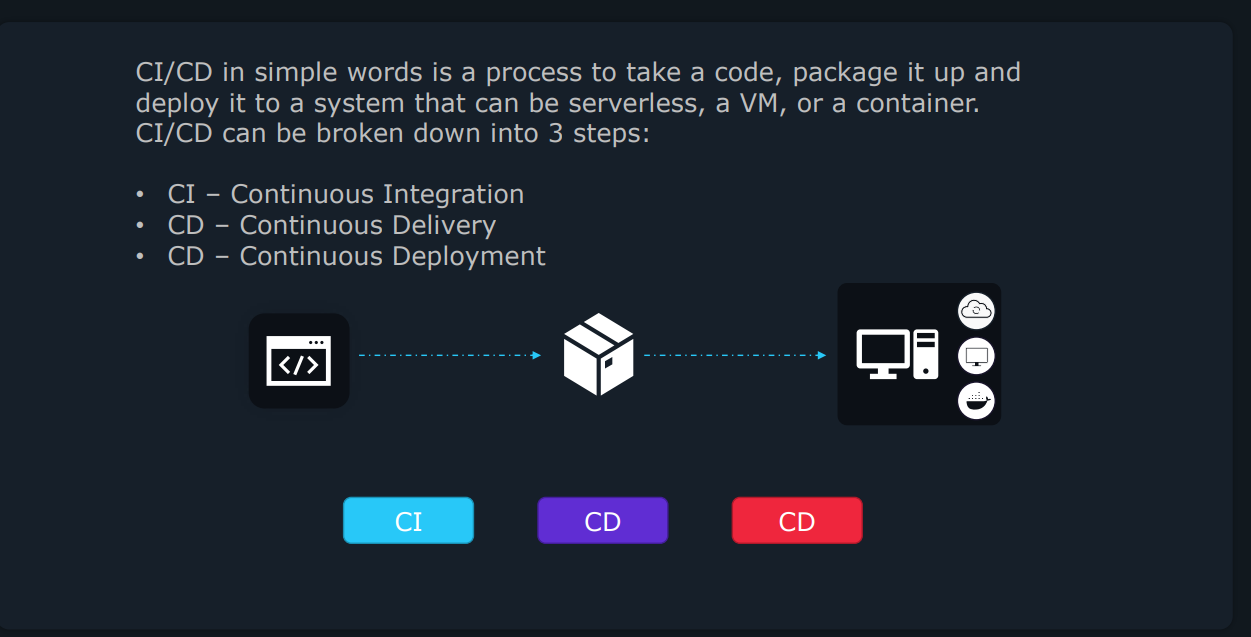 CI/CD in simple words is a process to take a code, package it up and
deploy it to a system that can be serverless, a VM, or a container.
CI/CD can be broken down into 3 steps:
• CI – Continuous Integration
• CD – Continuous Delivery
• CD – Continuous Deployment
</>
CI CD CD